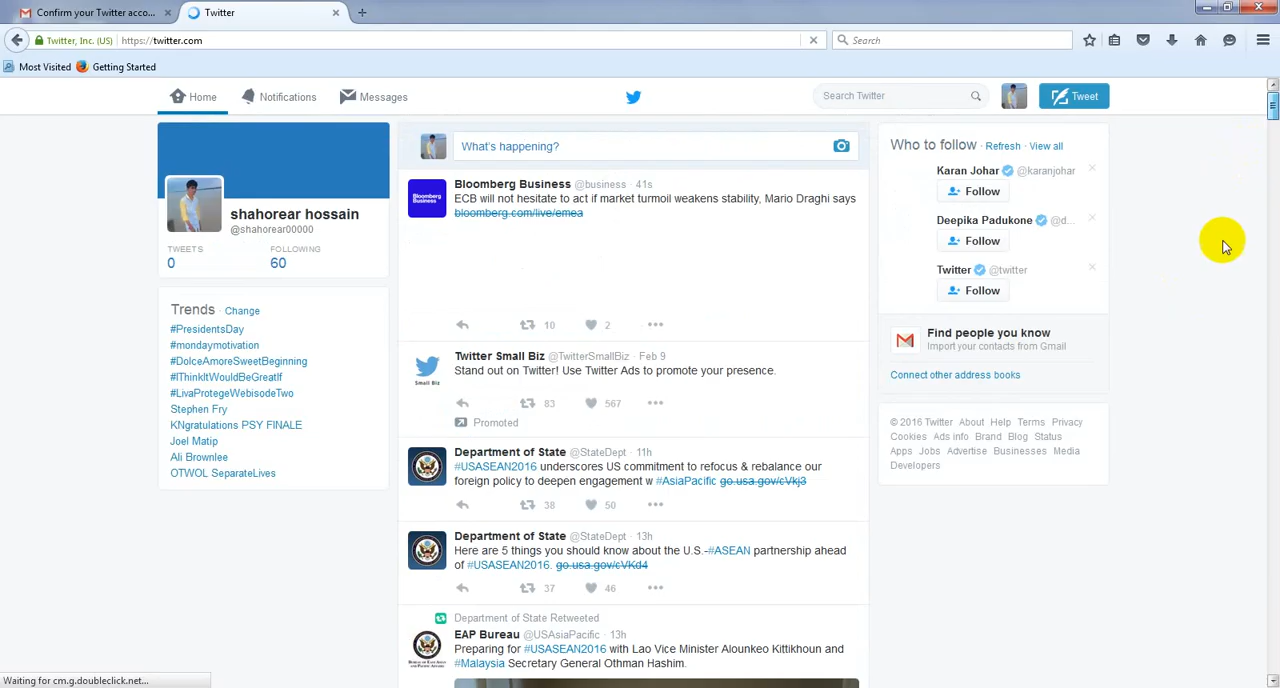 Confirm your Twitter acco...
Twitter
Twitter, Inc. (US)
https://twitter.com
Search
Most Visited
Getting Started
Home
Notifications
Messages
Search Twitter
Tweet
shahorear hossain
@shahorear00000
TWEETS
FOLLOWING
0
60
Trends · Change
#PresidentsDay
#mondaymotivation
#DolceAmoreSweetBeginning
#IThinkItWouldBeGreatIf
#LivaProtegeWebisodeTwo
Stephen Fry
KNgratulations PSY FINALE
Joel Matip
Ali Brownlee
OTWOL SeparateLives
What's happening?
Bloomberg Business
Bloomberg Business @business · 41s
ECB will not hesitate to act if market turmoil weakens stability, Mario Draghi says
bloomberg.com/live/emea
10
2
Small Biz
Twitter Small Biz @TwitterSmallBiz · Feb 9
Stand out on Twitter! Use Twitter Ads to promote your presence.
83
567
Promoted
Department of State @StateDept · 11h
#USASEAN2016 underscores US commitment to refocus & rebalance our
foreign policy to deepen engagement w #AsiaPacific go.usa.gov/cVkj3
38
50
Department of State @StateDept · 13h
Here are 5 things you should know about the U.S.-#ASEAN partnership ahead
of #USASEAN2016. go.usa.gov/cVKd4
37
46
Department of State Retweeted
EAP Bureau @USAsiaPacific · 13h
Preparing for #USASEAN2016 with Lao Vice Minister Alounkeo Kittikhoun and
#Malaysia Secretary General Othman Hashim.
Who to follow · Refresh · View all
Karan Johar @karanjohar
Follow
Deepika Padukone @d...
Follow
Twitter @twitter
Follow
Find people you know
Import your contacts from Gmail
Connect other address books
© 2016 Twitter About Help Terms Privacy
Cookies Ads info Brand Blog Status
Apps Jobs Advertise Businesses Media
Developers
Waiting for cm.g.doubleclick.net...